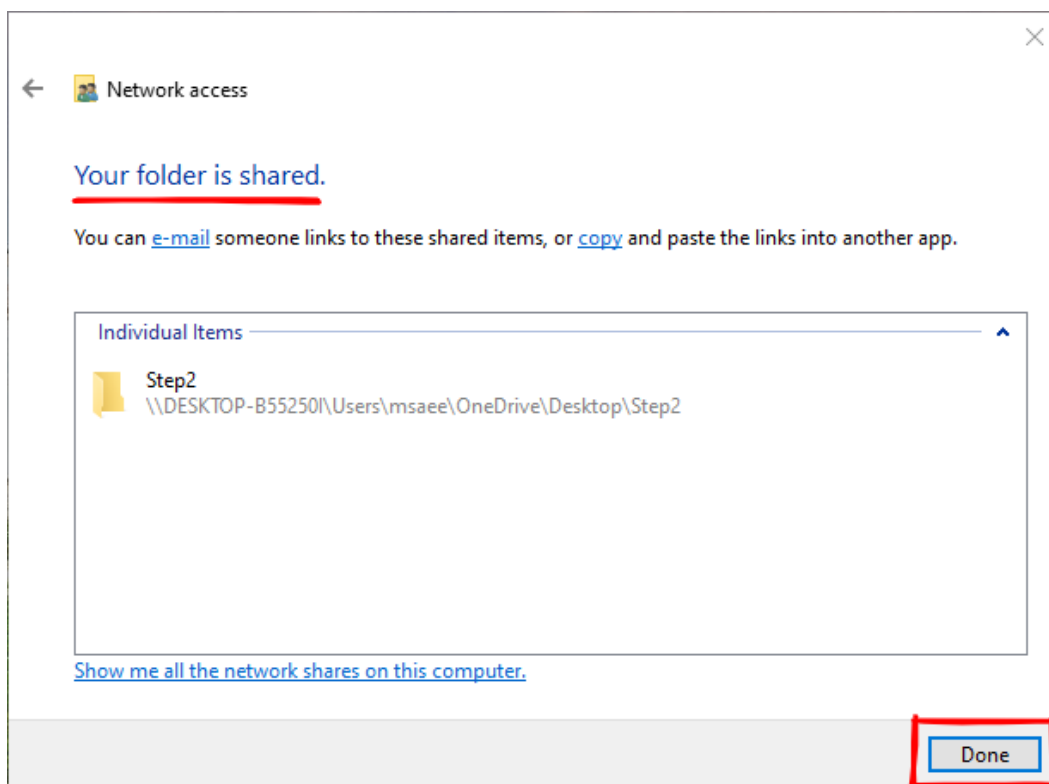 Network access
Your folder is shared.
You can e-mail someone links to these shared items, or copy and paste the links into another app.
Individual Items
Step2
\\DESKTOP-B55250I\Users\msaee\OneDrive\Desktop\Step2
Show me all the network shares on this computer.
Done